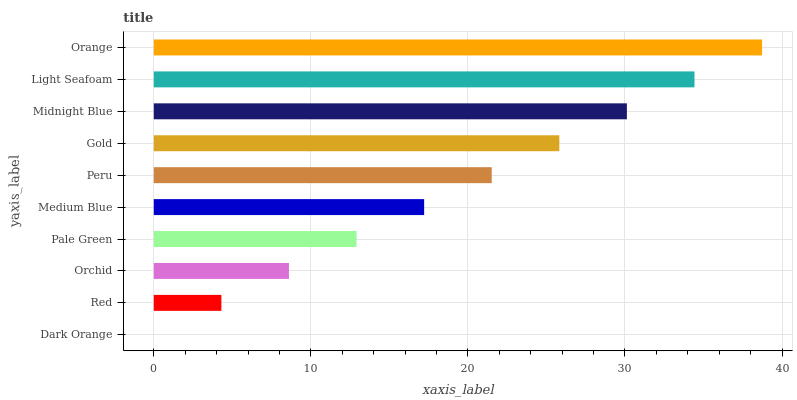 title
Orange
Light Seafoam
Midnight Blue
Gold
Peru
Medium Blue
Pale Green
Orchid
Red
Dark Orange
yaxis_label
0 10 20 30 40
xaxis_label